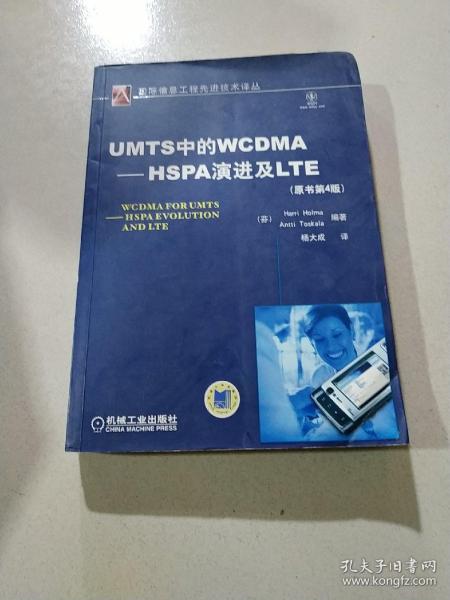 国际信息工程先进技术译丛
UMTS中的WCDMA
——HSPA演进及LTE
(原书第4版)
WCDMA FOR UMTS
——HSPA EVOLUTION
AND LTE
(芬) Harri Holma
Antti Toskala 编著
杨大成 译
机械工业出版社
CHINA MACHINE PRESS
孔夫子旧书网
www.kongfz.com